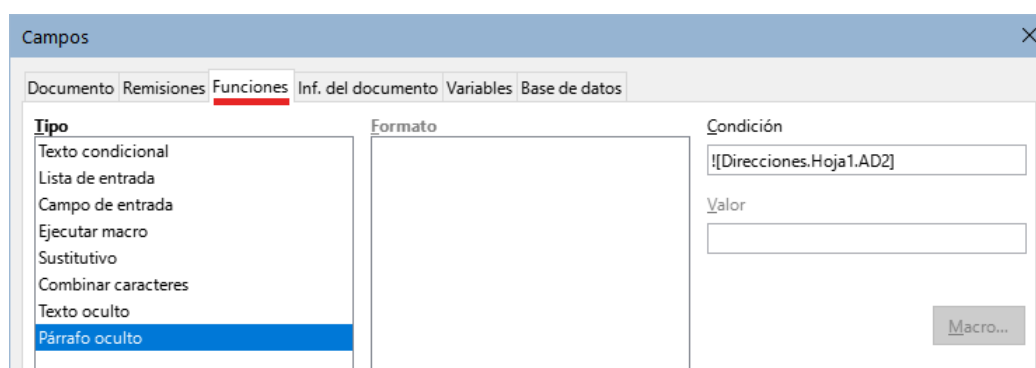 Campos
Documento Remisiones Funciones Inf. del documento Variables Base de datos
Tipo
Texto condicional
Lista de entrada
Campo de entrada
Ejecutar macro
Sustitutivo
Combinar caracteres
Texto oculto
Párrafo oculto
Formato
Condición
![Direcciones.Hoja1.AD2]
Valor
Macro...